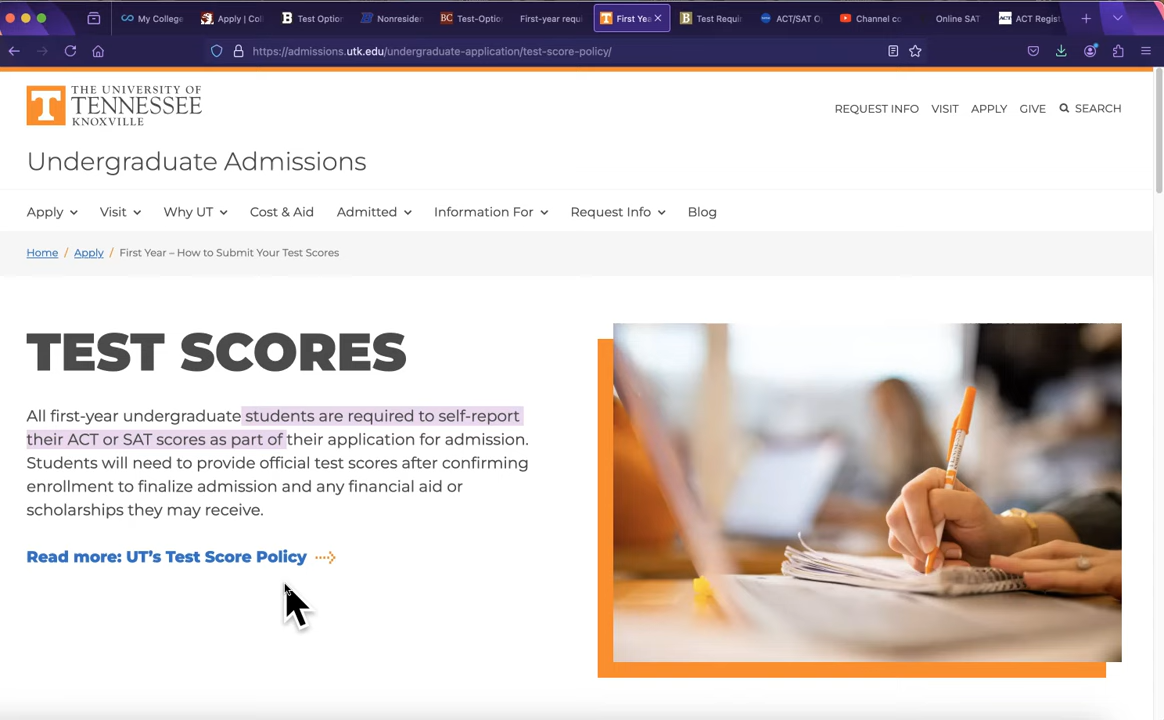 My College
Apply | Col
Test Option
Nonresiden
Test-Option
First-year requ
First Yea
Test Requir
ACT/SAT O
Channel co
Online SAT
ACT Regist
https://admissions.utk.edu/undergraduate-application/test-score-policy/
THE UNIVERSITY OF
TENNESSEE
KNOXVILLE
REQUEST INFO VISIT APPLY GIVE SEARCH
Undergraduate Admissions
Apply Visit Why UT Cost & Aid Admitted Information For Request Info Blog
Home / Apply / First Year – How to Submit Your Test Scores
TEST SCORES
All first-year undergraduate students are required to self-report
their ACT or SAT scores as part of their application for admission.
Students will need to provide official test scores after confirming
enrollment to finalize admission and any financial aid or
scholarships they may receive.
Read more: UT’s Test Score Policy